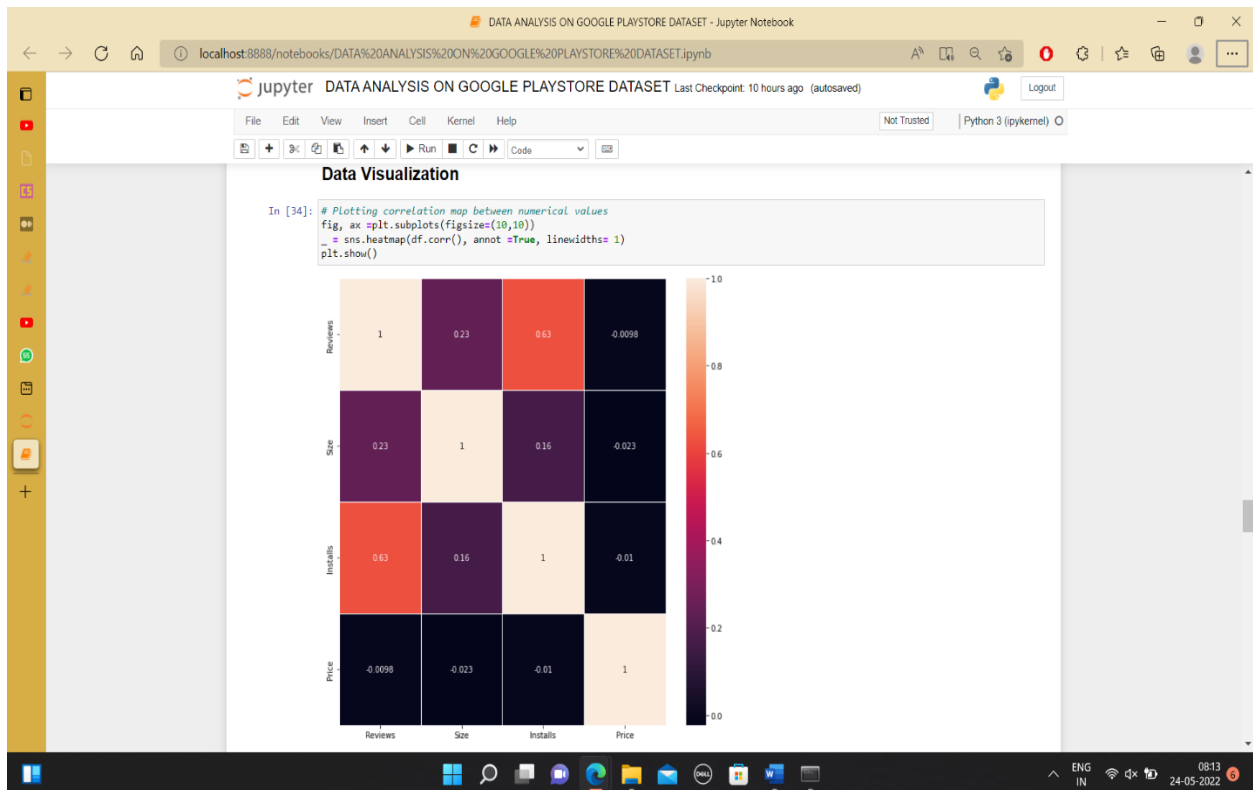 DATA ANALYSIS ON GOOGLE PLAYSTORE DATASET - Jupyter Notebook
localhost:8888/notebooks/DATA%20ANALYSIS%20ON%20GOOGLE%20PLAYSTORE%20DATASET.ipynb
jupyter DATA ANALYSIS ON GOOGLE PLAYSTORE DATASET Last Checkpoint: 10 hours ago (autosaved) Logout
File Edit View Insert Cell Kernel Help Not Trusted Python 3 (ipykernel)
Run Code
Data Visualization
In [34]: # Plotting correlation map between numerical values
fig, ax =plt.subplots(figsize=(10,10))
_ = sns.heatmap(df.corr(), annot =True, linewidths= 1)
plt.show()
1.0
Reviews 1 0.23 0.63 -0.0098
0.8
Size 0.23 1 0.16 -0.023
0.6
0.4
Installs 0.63 0.16 1 -0.01
0.2
Price -0.0098 -0.023 -0.01 1
0.0
Reviews Size Installs Price
ENG 08:13
IN 24-05-2022 6